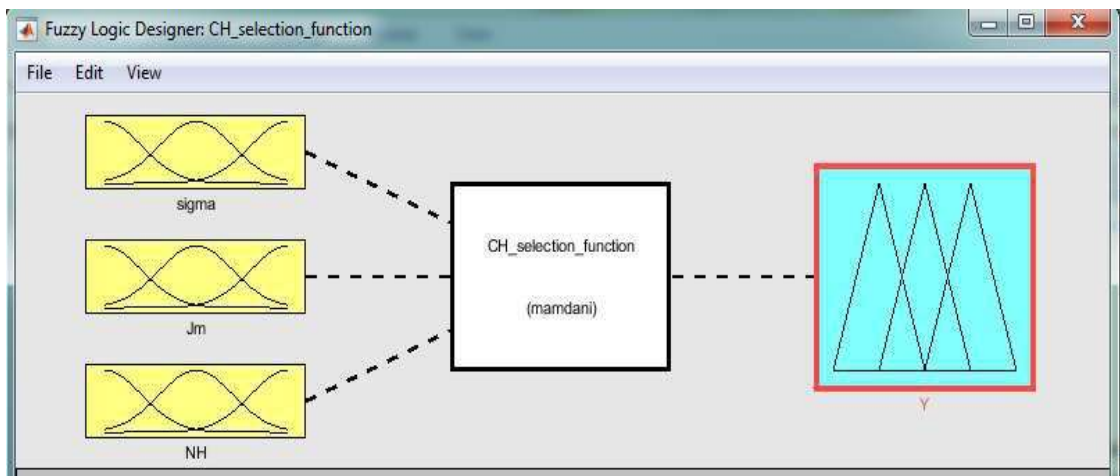 Fuzzy Logic Designer: CH_selection_function
File Edit View
sigma
Jm
NH
CH_selection_function
(mamdani)
Y